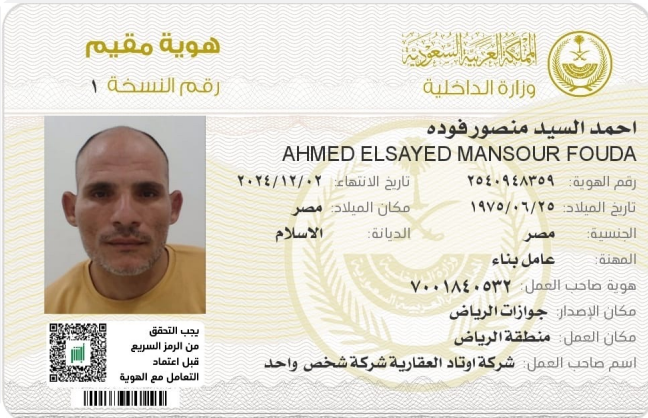 المملكة العربية السعودية
وزارة الداخلية
هوية مقيم
رقم النسخة ١
احمد السيد منصور فوده
AHMED ELSAYED MANSOUR FOUDA
رقم الهوية: ٢٥٤٠٩٤٨٣٥٩ تاريخ الانتهاء: ٢٠٢٤/١٢/٠٢
تاريخ الميلاد: ١٩٧٥/٠٦/٢٥ مكان الميلاد: مصر
الجنسية: مصر الديانة: الاسلام
المهنة: عامل بناء
هوية صاحب العمل: ٧٠٠١٨٤٠٥٣٢
مكان الإصدار: جوازات الرياض
مكان العمل: منطقة الرياض
اسم صاحب العمل: شركة اوتاد العقارية شركة شخص واحد
يجب التحقق
من الرمز السريع
قبل اعتماد
التعامل مع الهوية